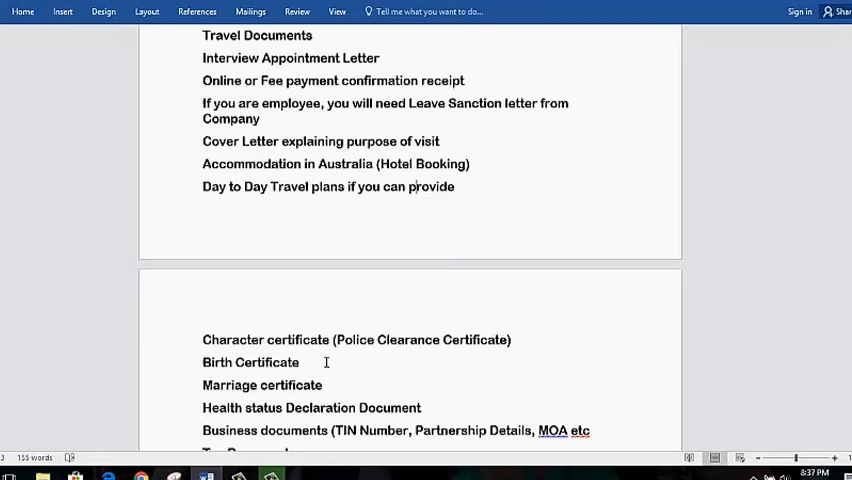 Home Insert Design Layout References Mailings Review View Tell me what you want to do... Sign in Shar
Travel Documents
Interview Appointment Letter
Online or Fee payment confirmation receipt
If you are employee, you will need Leave Sanction letter from
Company
Cover Letter explaining purpose of visit
Accommodation in Australia (Hotel Booking)
Day to Day Travel plans if you can provide
Character certificate (Police Clearance Certificate)
Birth Certificate
Marriage certificate
Health status Declaration Document
Business documents (TIN Number, Partnership Details, MOA etc
3 155 words
8:37 PM